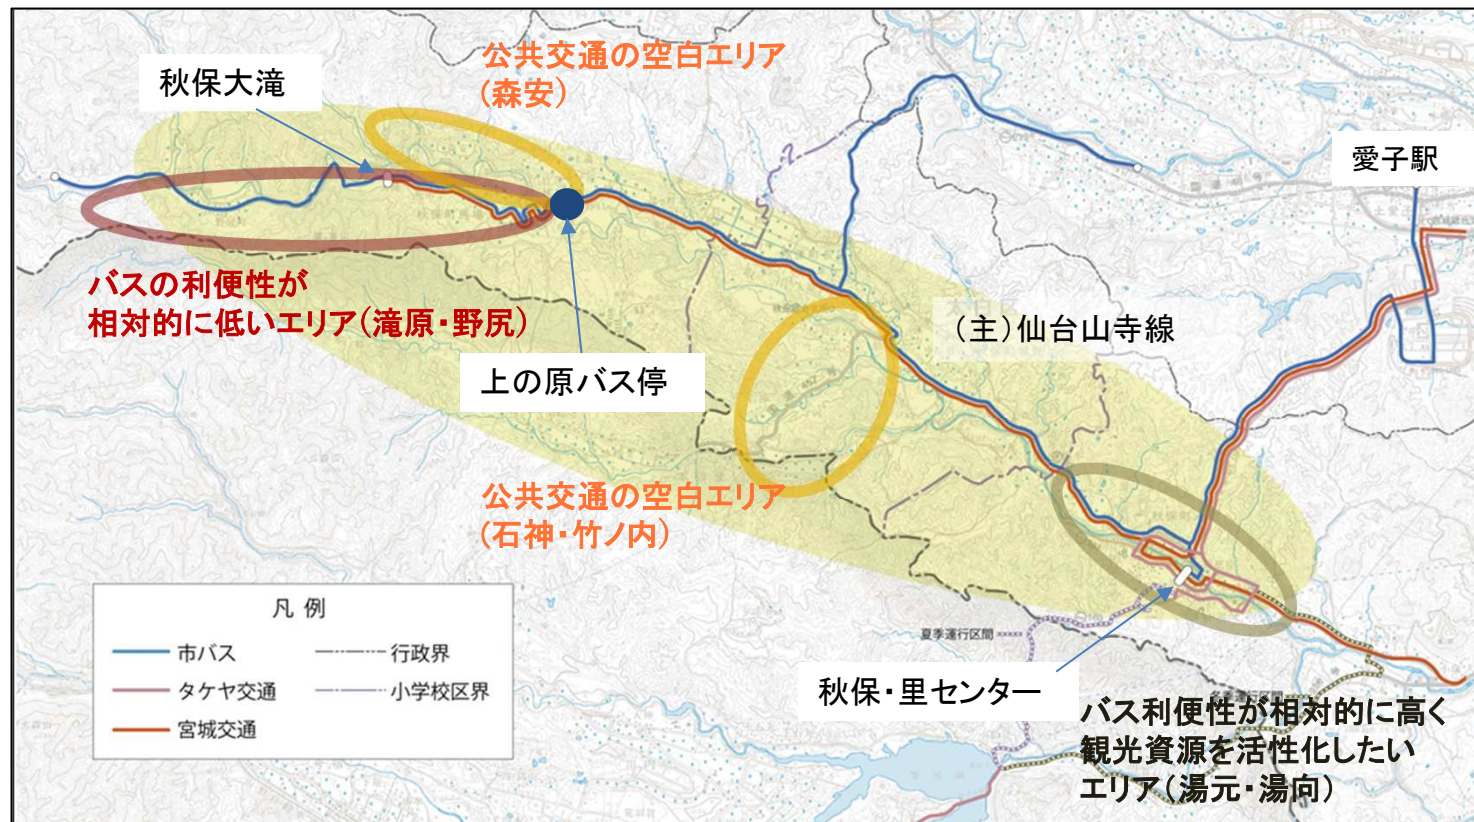 公共交通の空白エリア
(森安)
秋保大滝
愛子駅
バスの利便性が
相対的に低いエリア(滝原・野尻)
(主)仙台山寺線
上の原バス停
公共交通の空白エリア
(石神・竹ノ内)
凡 例
市バス
行政界
タケヤ交通
小学校区界
宮城交通
夏季運行区間
秋保・里センター
冬季運行区間
バス利便性が相対的に高く
観光資源を活性化したい
エリア(湯元・湯向)